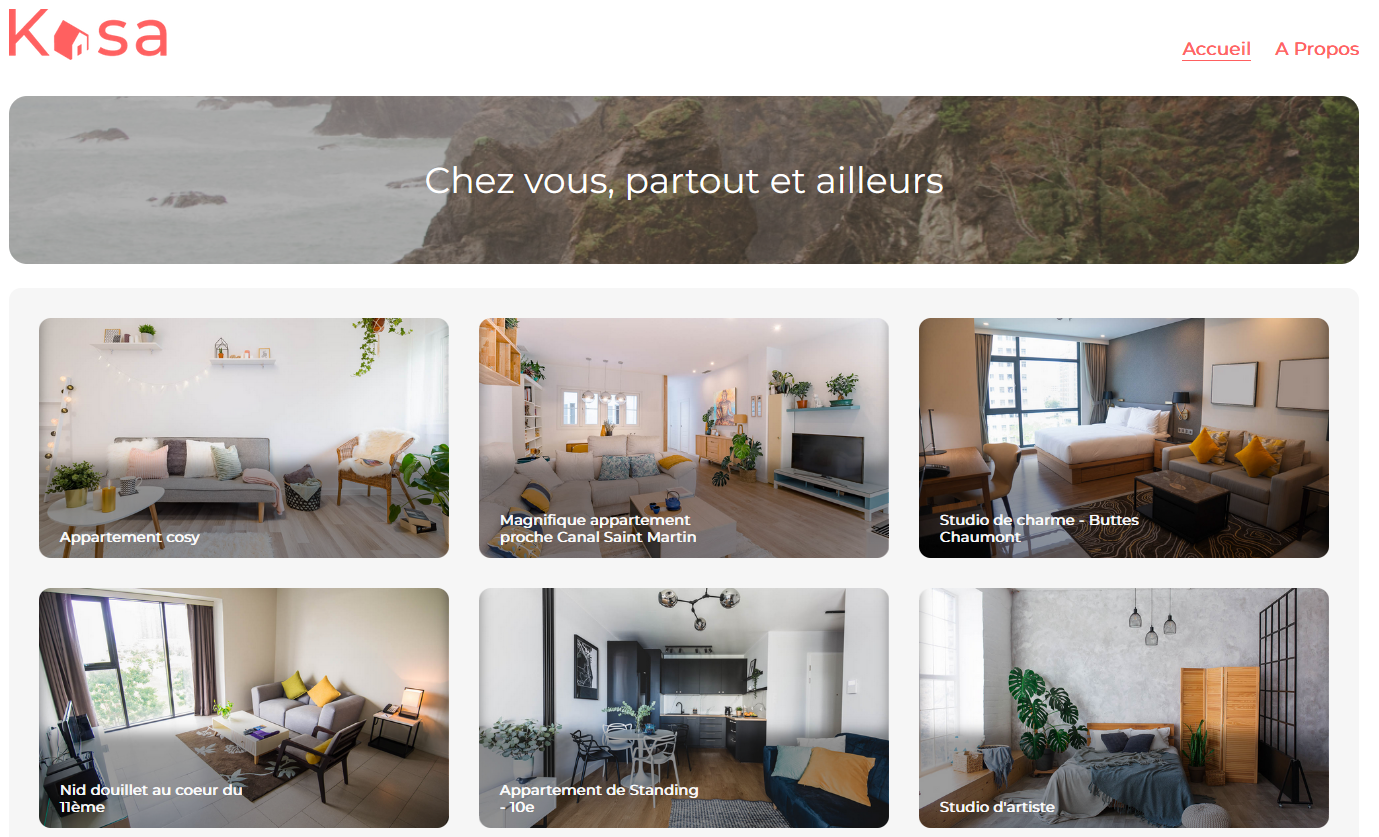 Kasa
Accueil A Propos
Chez vous, partout et ailleurs
Appartement cosy
Magnifique appartement
proche Canal Saint Martin
Studio de charme - Buttes
Chaumont
Nid douillet au coeur du
11ème
Appartement de Standing
- 10e
Studio d'artiste